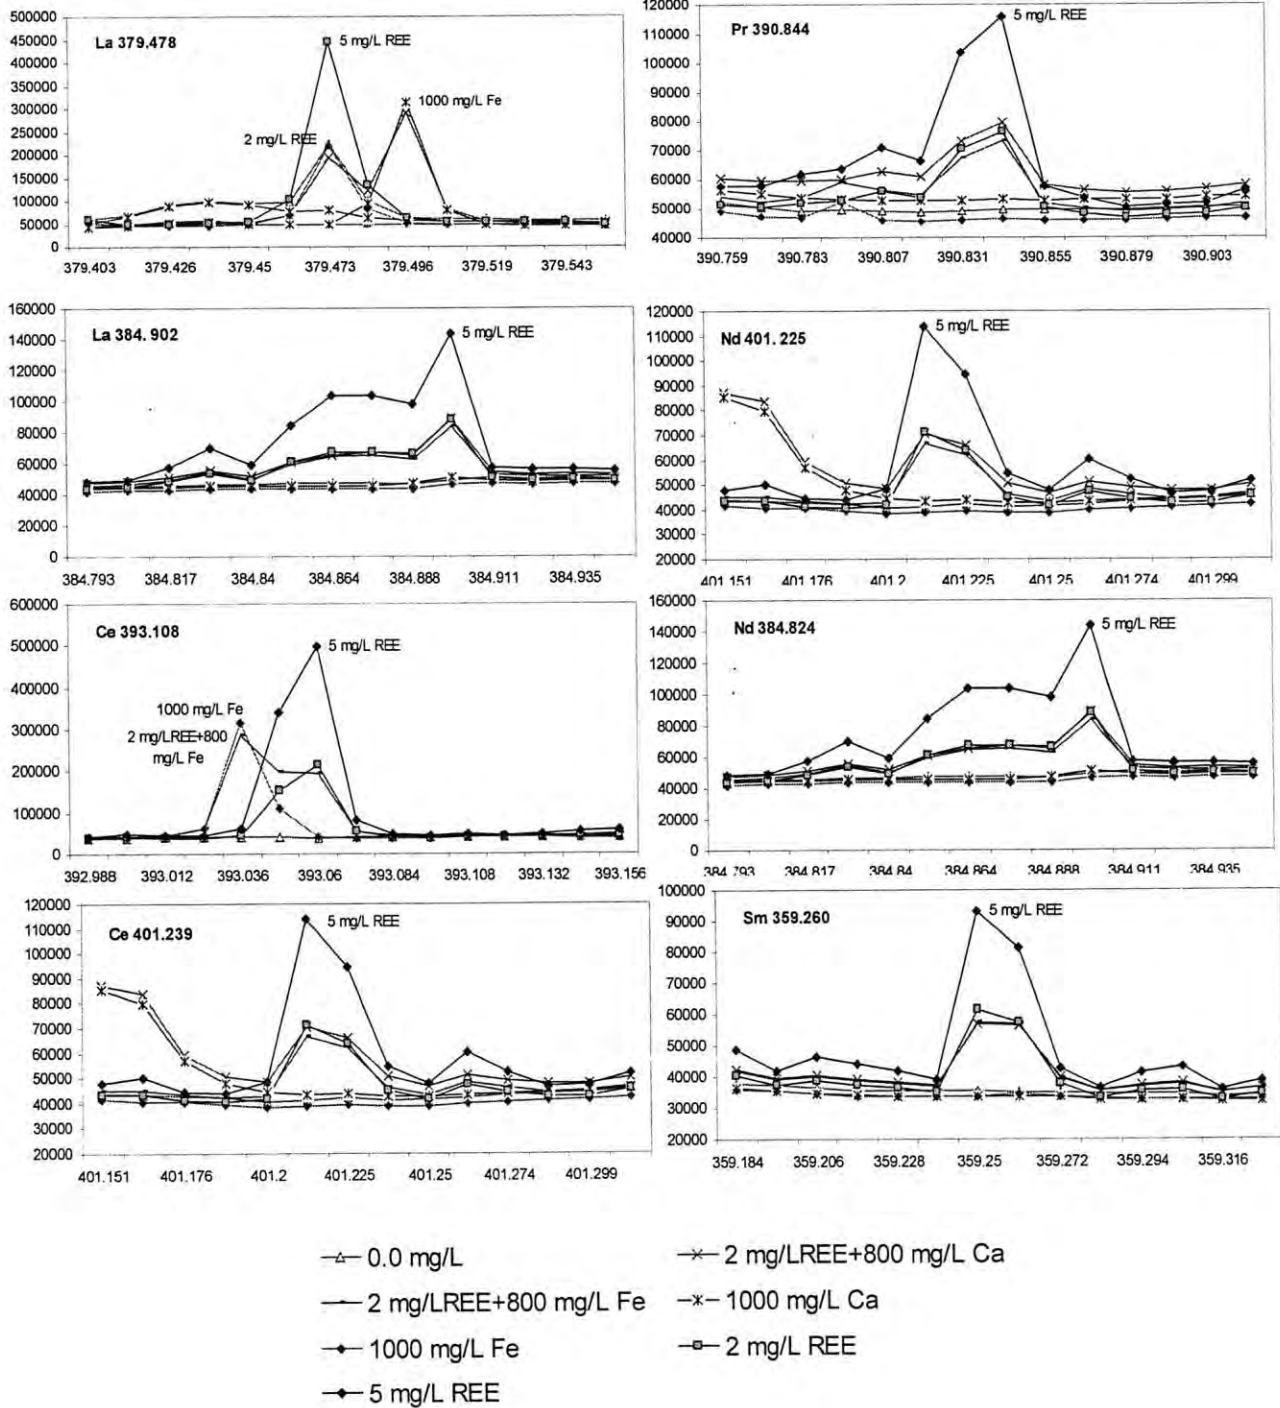 La 379.478
500000
450000
400000
350000
300000
250000
200000
150000
100000
50000
0
5 mg/L REE
1000 mg/L Fe
2 mg/L REE
379.403 379.426 379.45 379.473 379.496 379.519 379.543
Pr 390.844
120000
110000
100000
90000
80000
70000
60000
50000
40000
5 mg/L REE
390.759 390.783 390.807 390.831 390.855 390.879 390.903
La 384. 902
160000
140000
120000
100000
80000
60000
40000
20000
0
5 mg/L REE
384.793 384.817 384.84 384.864 384.888 384.911 384.935
Nd 401. 225
120000
110000
100000
90000
80000
70000
60000
50000
40000
30000
20000
5 mg/L REE
401.151 401.176 401.2 401.225 401.25 401.274 401.299
Ce 393.108
600000
500000
400000
300000
200000
100000
0
5 mg/L REE
1000 mg/L Fe
2 mg/LREE+800
mg/L Fe
392.988 393.012 393.036 393.06 393.084 393.108 393.132 393.156
Nd 384.824
160000
140000
120000
100000
80000
60000
40000
20000
0
5 mg/L REE
384.793 384.817 384.84 384.864 384.888 384.911 384.935
Ce 401.239
120000
110000
100000
90000
80000
70000
60000
50000
40000
30000
20000
5 mg/L REE
401.151 401.176 401.2 401.225 401.25 401.274 401.299
Sm 359.260
100000
90000
80000
70000
60000
50000
40000
30000
20000
5 mg/L REE
359.184 359.206 359.228 359.25 359.272 359.294 359.316
0.0 mg/L
2 mg/LREE+800 mg/L Ca
2 mg/LREE+800 mg/L Fe
1000 mg/L Ca
1000 mg/L Fe
2 mg/L REE
5 mg/L REE